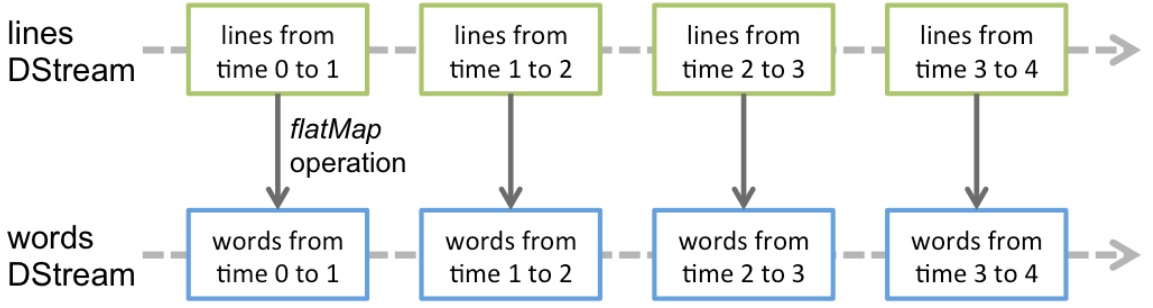 lines
DStream
lines from
time 0 to 1
lines from
time 1 to 2
lines from
time 2 to 3
lines from
time 3 to 4
flatMap
operation
words
DStream
words from
time 0 to 1
words from
time 1 to 2
words from
time 2 to 3
words from
time 3 to 4